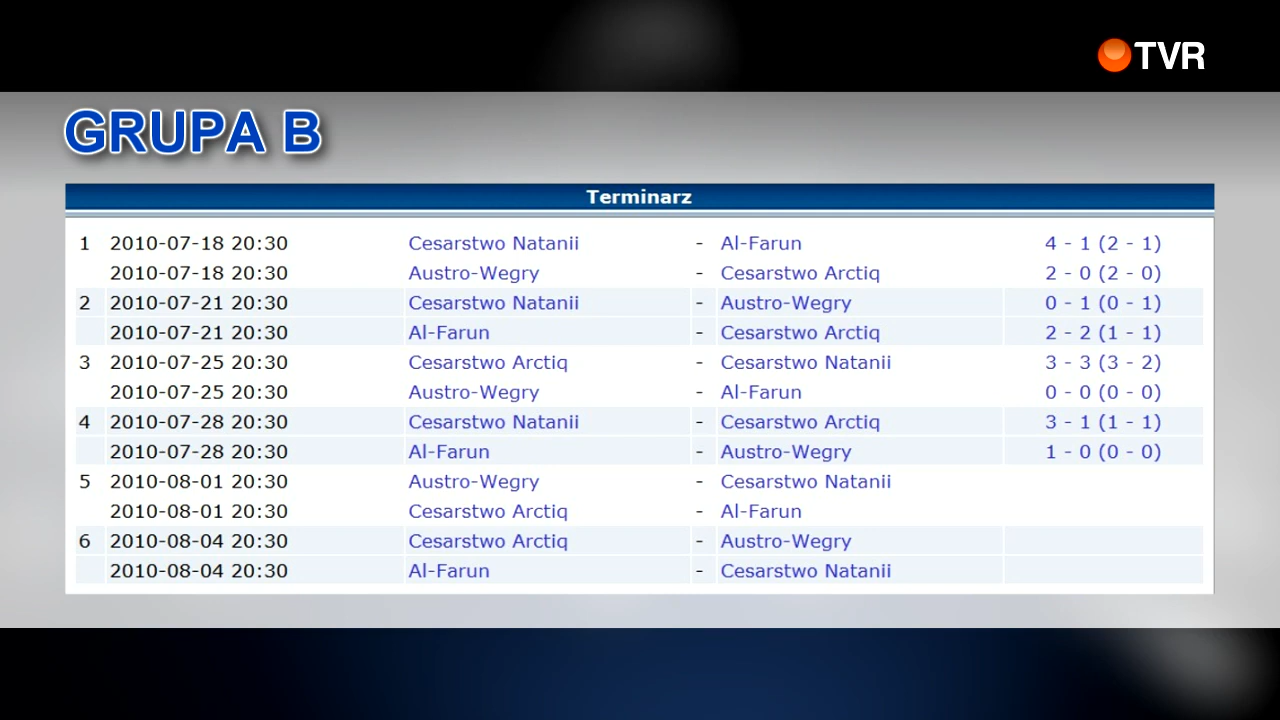 TVR
GRUPA B
Terminarz
1 2010-07-18 20:30 Cesarstwo Natanii - Al-Farun 4 - 1 (2 - 1)
2010-07-18 20:30 Austro-Wegry - Cesarstwo Arctiq 2 - 0 (2 - 0)
2 2010-07-21 20:30 Cesarstwo Natanii - Austro-Wegry 0 - 1 (0 - 1)
2010-07-21 20:30 Al-Farun - Cesarstwo Arctiq 2 - 2 (1 - 1)
3 2010-07-25 20:30 Cesarstwo Arctiq - Cesarstwo Natanii 3 - 3 (3 - 2)
2010-07-25 20:30 Austro-Wegry - Al-Farun 0 - 0 (0 - 0)
4 2010-07-28 20:30 Cesarstwo Natanii - Cesarstwo Arctiq 3 - 1 (1 - 1)
2010-07-28 20:30 Al-Farun - Austro-Wegry 1 - 0 (0 - 0)
5 2010-08-01 20:30 Austro-Wegry - Cesarstwo Natanii
2010-08-01 20:30 Cesarstwo Arctiq - Al-Farun
6 2010-08-04 20:30 Cesarstwo Arctiq - Austro-Wegry
2010-08-04 20:30 Al-Farun - Cesarstwo Natanii